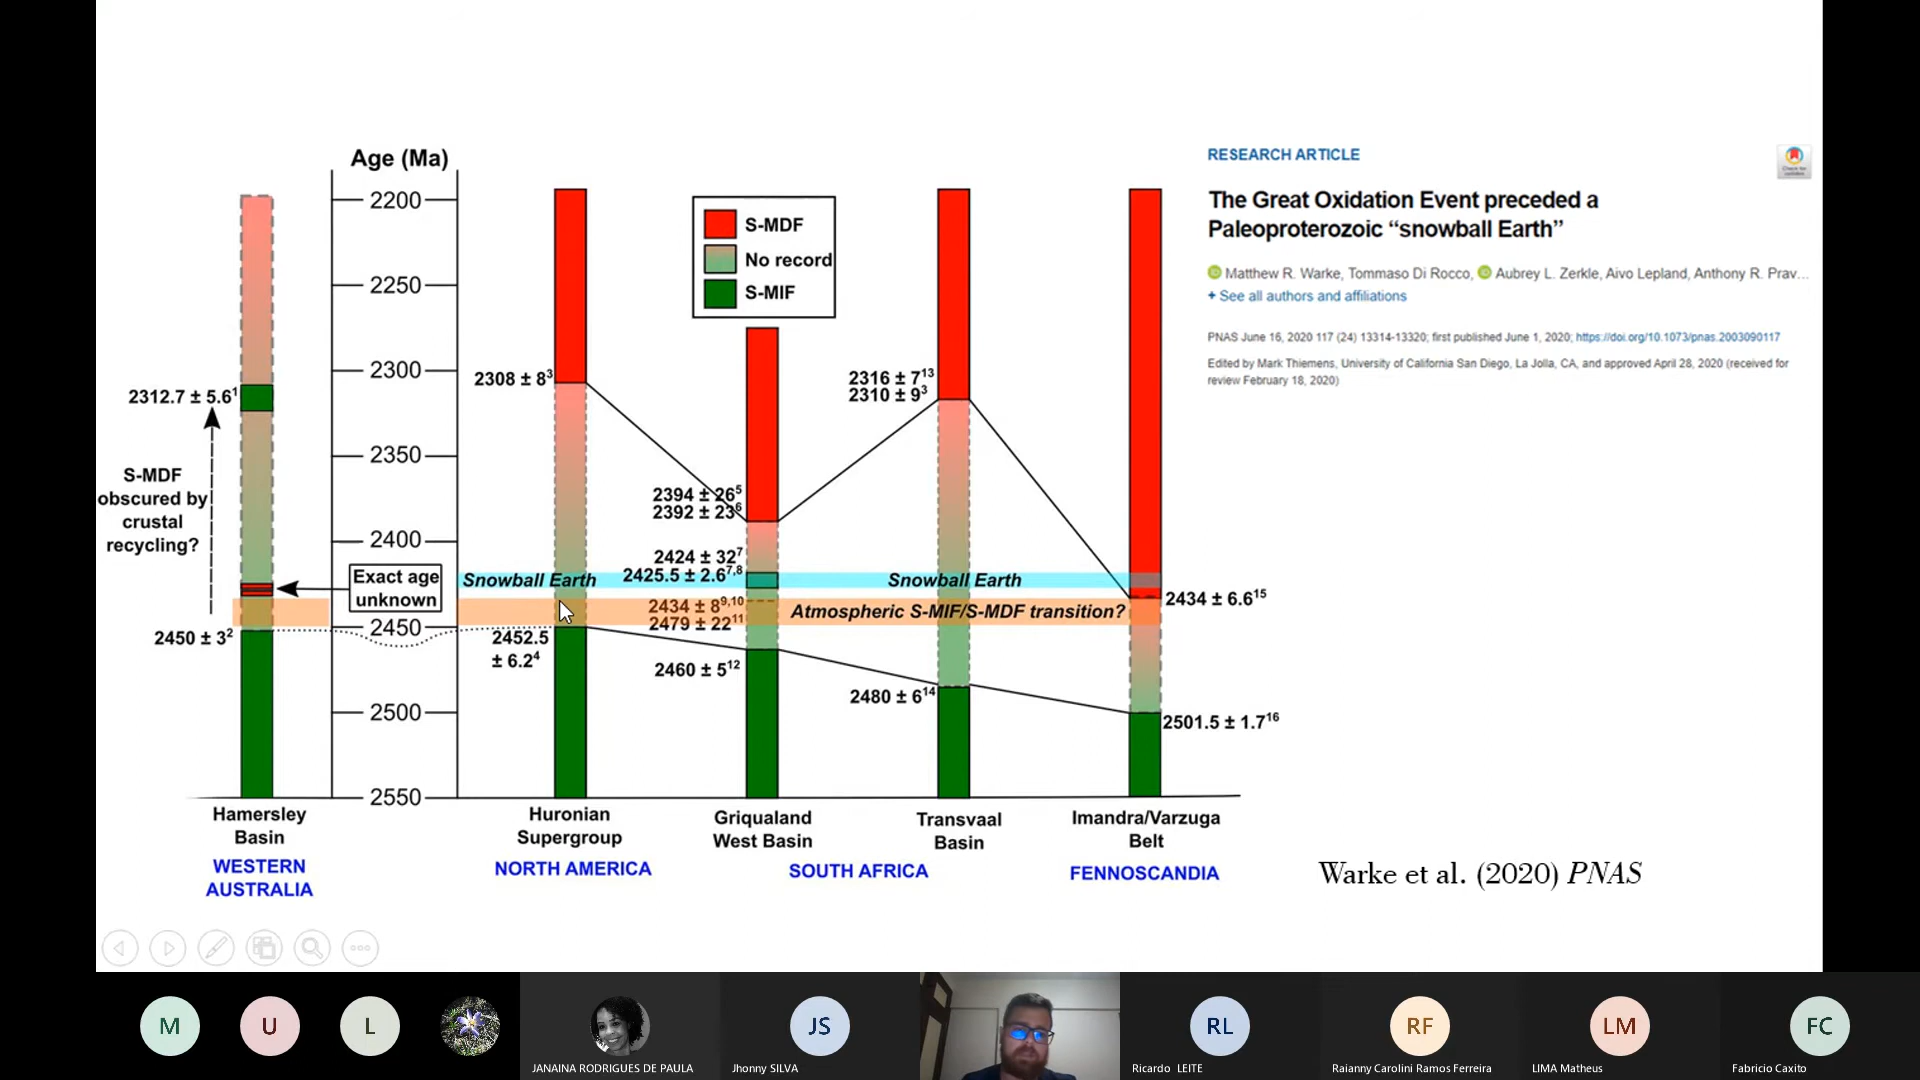 Age (Ma)
2200
2250
2300
2350
2400
2450
2500
2550
S-MDF
No record
S-MIF
2312.7 ± 5.6¹
S-MDF
obscured by
crustal
recycling?
Exact age
unknown
2450 ± 3²
2308 ± 8³
2452.5
± 6.2⁴
2394 ± 26⁵
2392 ± 23⁶
2424 ± 32⁷
2425.5 ± 2.6⁷,⁸
2434 ± 8⁹,¹⁰
2479 ± 22¹¹
2460 ± 5¹²
2316 ± 7¹³
2310 ± 9³
2480 ± 6¹⁴
2434 ± 6.6¹⁵
2501.5 ± 1.7¹⁶
Snowball Earth
Snowball Earth
Atmospheric S-MIF/S-MDF transition?
Hamersley
Basin
WESTERN
AUSTRALIA
Huronian
Supergroup
NORTH AMERICA
Griqualand
West Basin
Transvaal
Basin
SOUTH AFRICA
Imandra/Varzuga
Belt
FENNOSCANDIA
RESEARCH ARTICLE
The Great Oxidation Event preceded a
Paleoproterozoic “snowball Earth”
iD Matthew R. Warke, Tommaso Di Rocco, iD Aubrey L. Zerkle, Aivo Lepland, Anthony R. Prav...
+ See all authors and affiliations
PNAS June 16, 2020 117 (24) 13314-13320; first published June 1, 2020; https://doi.org/10.1073/pnas.2003090117
Edited by Mark Thiemens, University of California San Diego, La Jolla, CA, and approved April 28, 2020 (received for
review February 18, 2020)
Check for updates
Warke et al. (2020) PNAS
M
U
L
JANAINA RODRIGUES DE PAULA
JS
Jhonny SILVA
RL
Ricardo LEITE
RF
Raianny Carolini Ramos Ferreira
LM
LIMA Matheus
FC
Fabricio Caxito